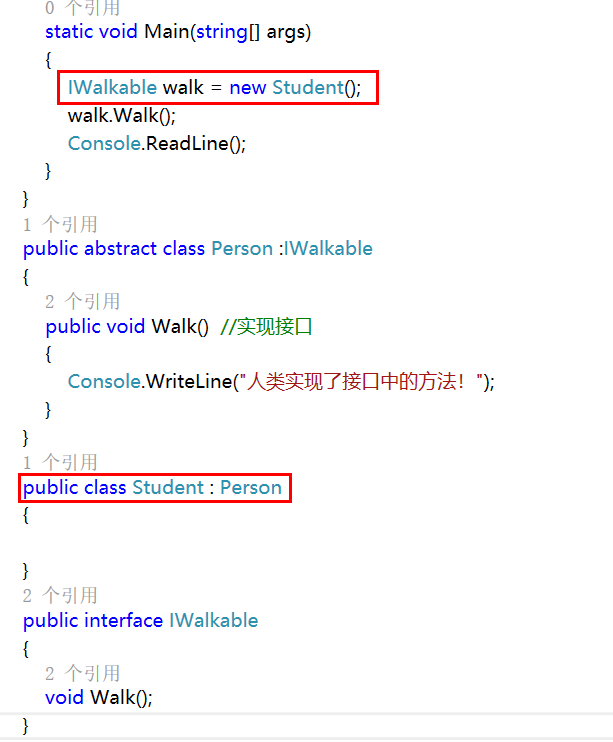 0 个引用
static void Main(string[] args)
{
IWalkable walk = new Student();
walk.Walk();
Console.ReadLine();
}
}
1 个引用
public abstract class Person :IWalkable
{
2 个引用
public void Walk() //实现接口
{
Console.WriteLine("人类实现了接口中的方法！");
}
}
1 个引用
public class Student : Person
{
}
2 个引用
public interface IWalkable
{
2 个引用
void Walk();
}